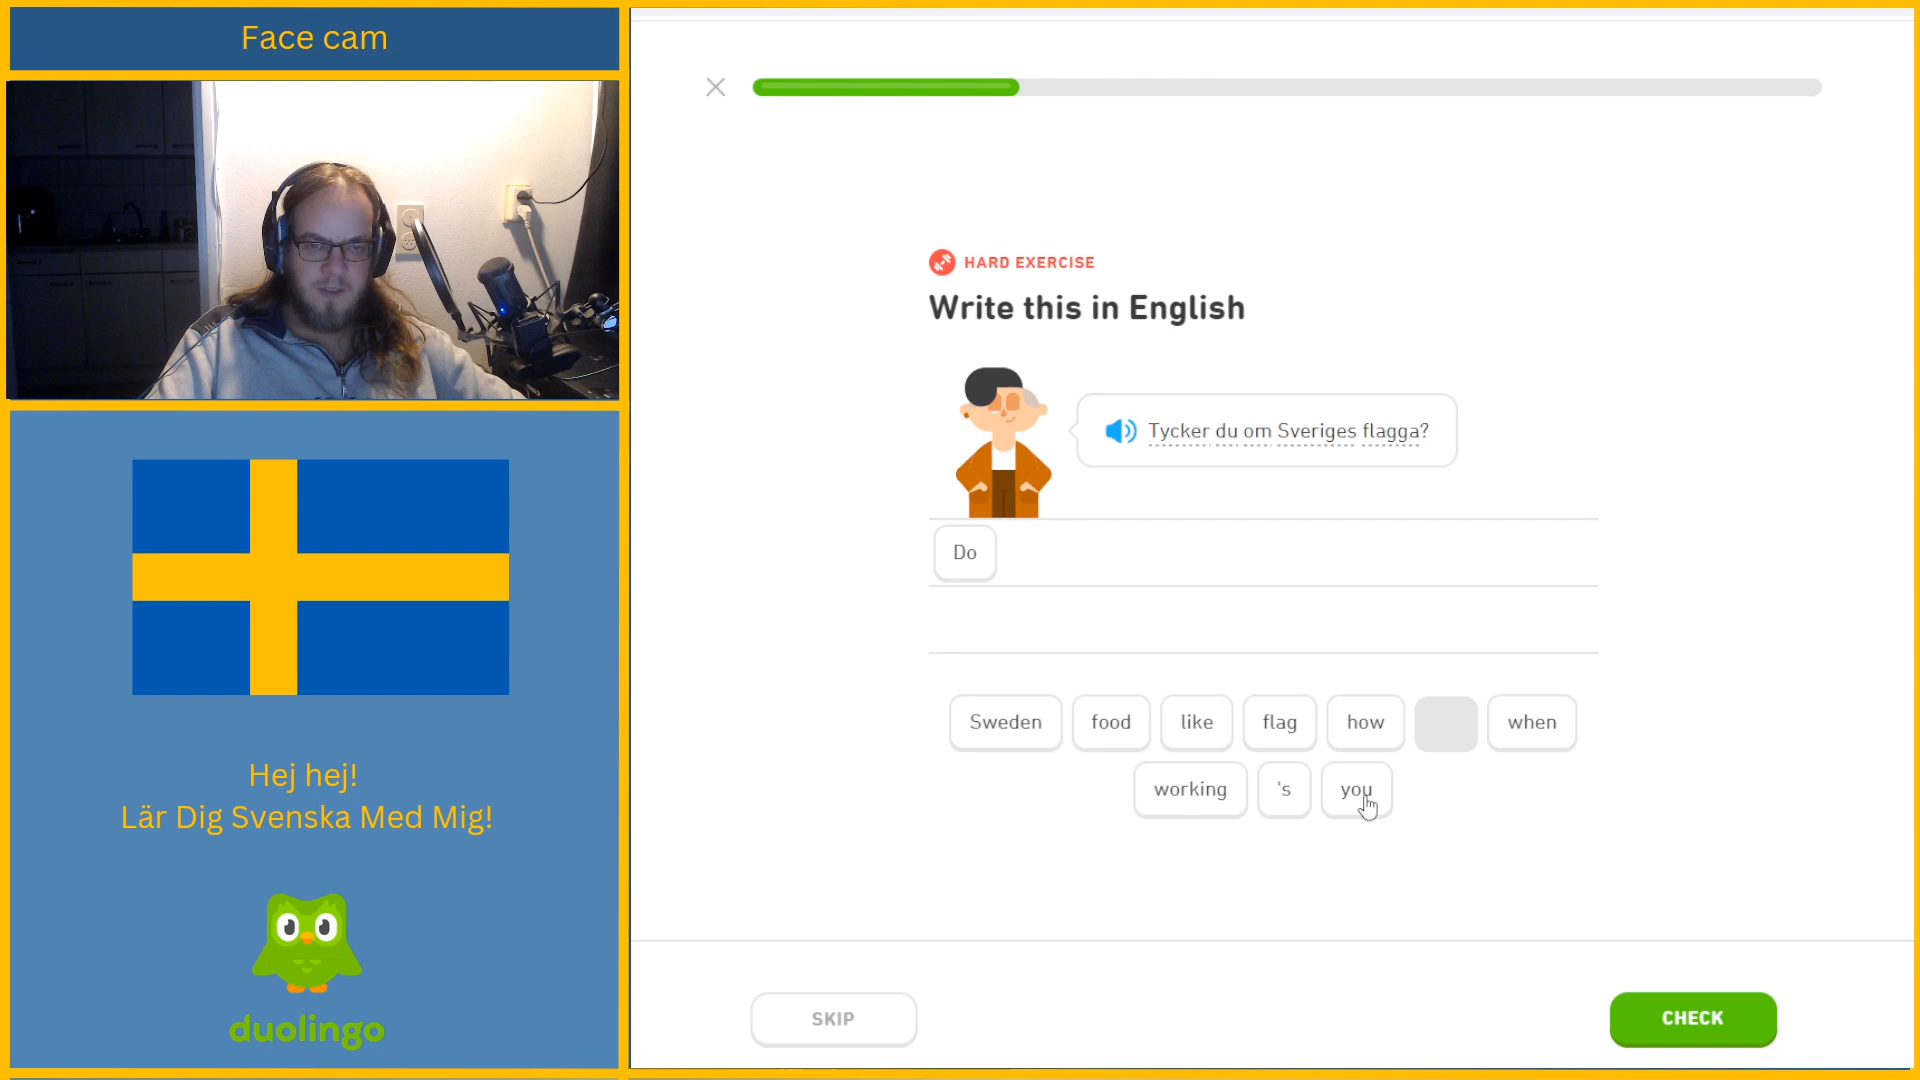 Face cam
Hej hej!
Lär Dig Svenska Med Mig!
duolingo
HARD EXERCISE
Write this in English
Tycker du om Sveriges flagga?
Do
Sweden food like flag how when
working 's you
SKIP CHECK